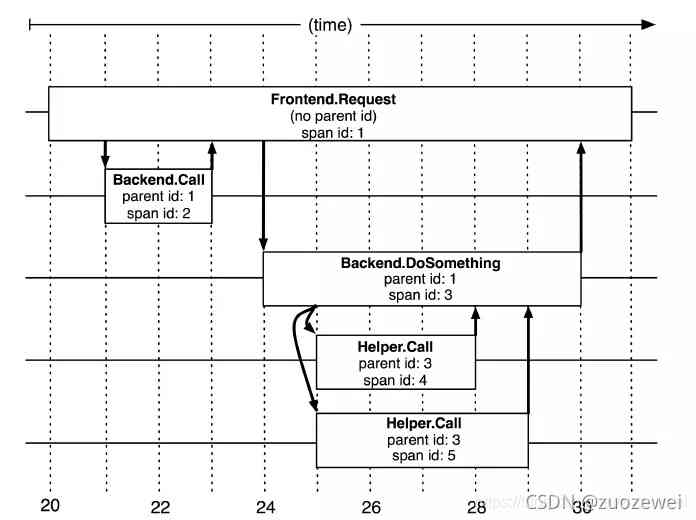 (time)
Frontend.Request
(no parent id)
span id: 1
Backend.Call
parent id: 1
span id: 2
Backend.DoSomething
parent id: 1
span id: 3
Helper.Call
parent id: 3
span id: 4
Helper.Call
parent id: 3
span id: 5
20 22 24 26 28 30
CSDN @zuozewei